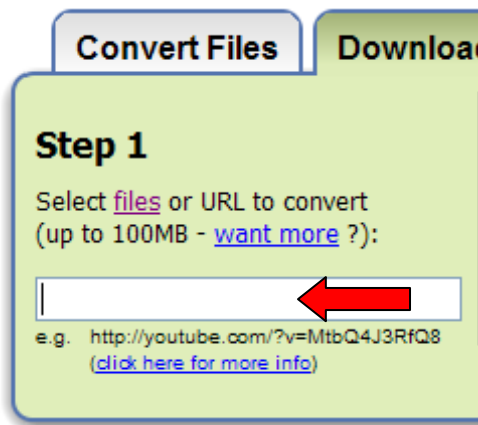 Convert Files
Downloa
Step 1
Select files or URL to convert
(up to 100MB - want more ?):
e.g. http://youtube.com/?v=MtbQ4J3RfQ8
(click here for more info)